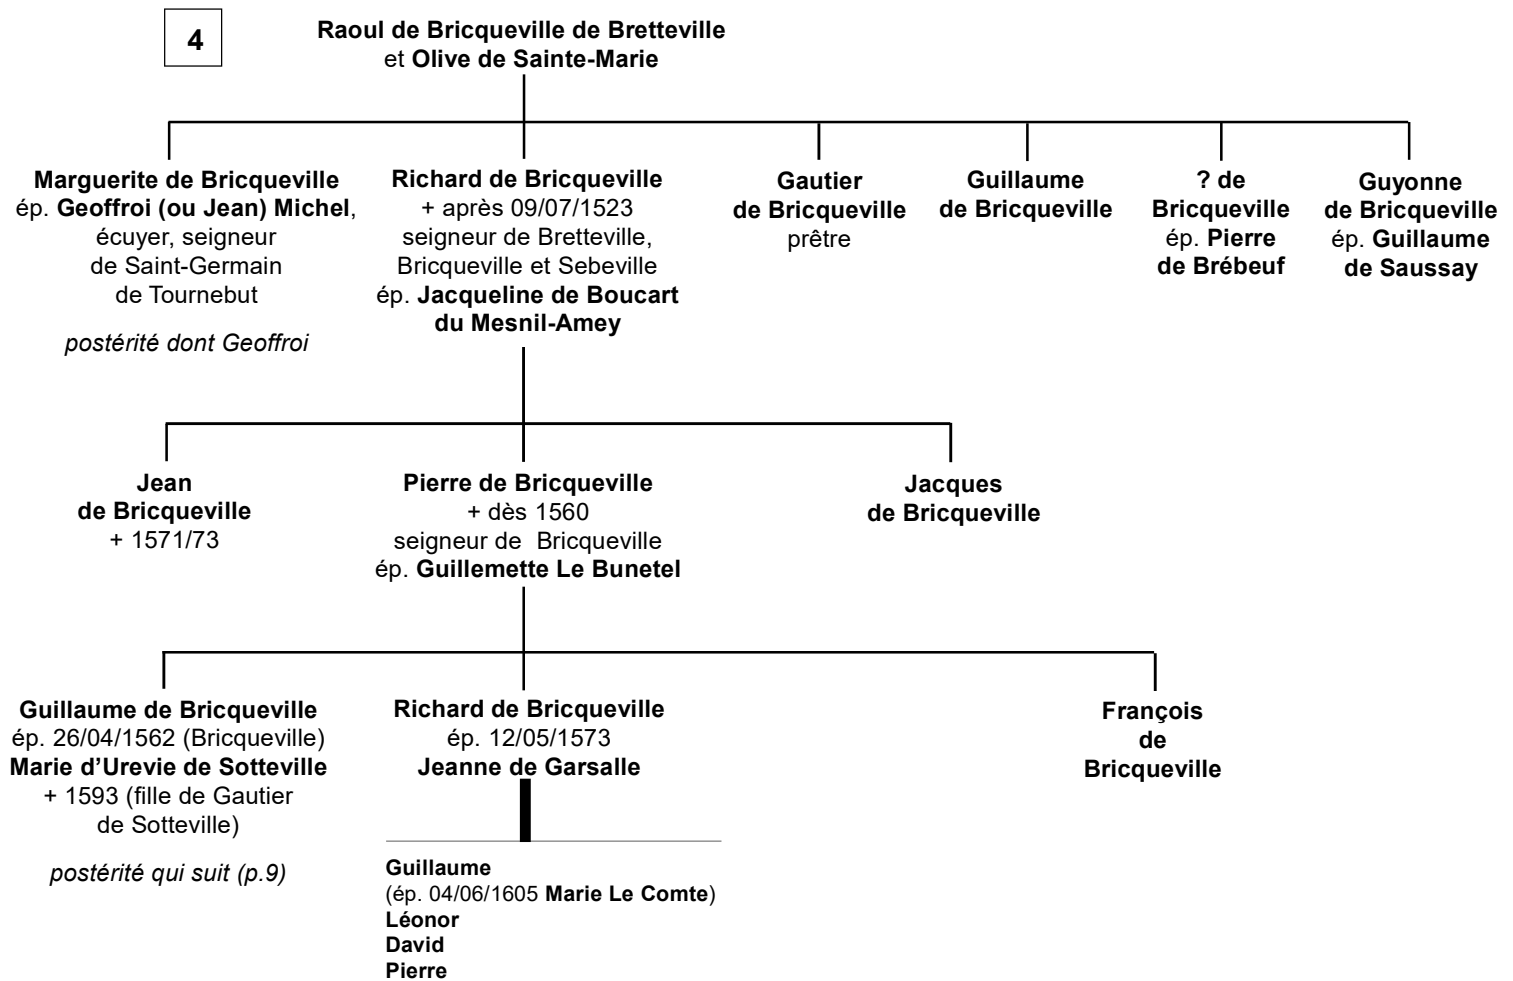 4
Raoul de Bricqueville de Bretteville
et Olive de Sainte-Marie
Marguerite de Bricqueville
ép. Geoffroi (ou Jean) Michel,
écuyer, seigneur
de Saint-Germain
de Tournebut
postérité dont Geoffroi
Richard de Bricqueville
+ après 09/07/1523
seigneur de Bretteville,
Bricqueville et Sebeville
ép. Jacqueline de Boucart
du Mesnil-Amey
Gautier
de Bricqueville
prêtre
Guillaume
de Bricqueville
? de
Bricqueville
ép. Pierre
de Brébeuf
Guyonne
de Bricqueville
ép. Guillaume
de Saussay
Jean
de Bricqueville
+ 1571/73
Pierre de Bricqueville
+ dès 1560
seigneur de Bricqueville
ép. Guillemette Le Bunetel
Jacques
de Bricqueville
Guillaume de Bricqueville
ép. 26/04/1562 (Bricqueville)
Marie d’Urevie de Sotteville
+ 1593 (fille de Gautier
de Sotteville)
postérité qui suit (p.9)
Richard de Bricqueville
ép. 12/05/1573
Jeanne de Garsalle
Guillaume
(ép. 04/06/1605 Marie Le Comte)
Léonor
David
Pierre
François
de
Bricqueville